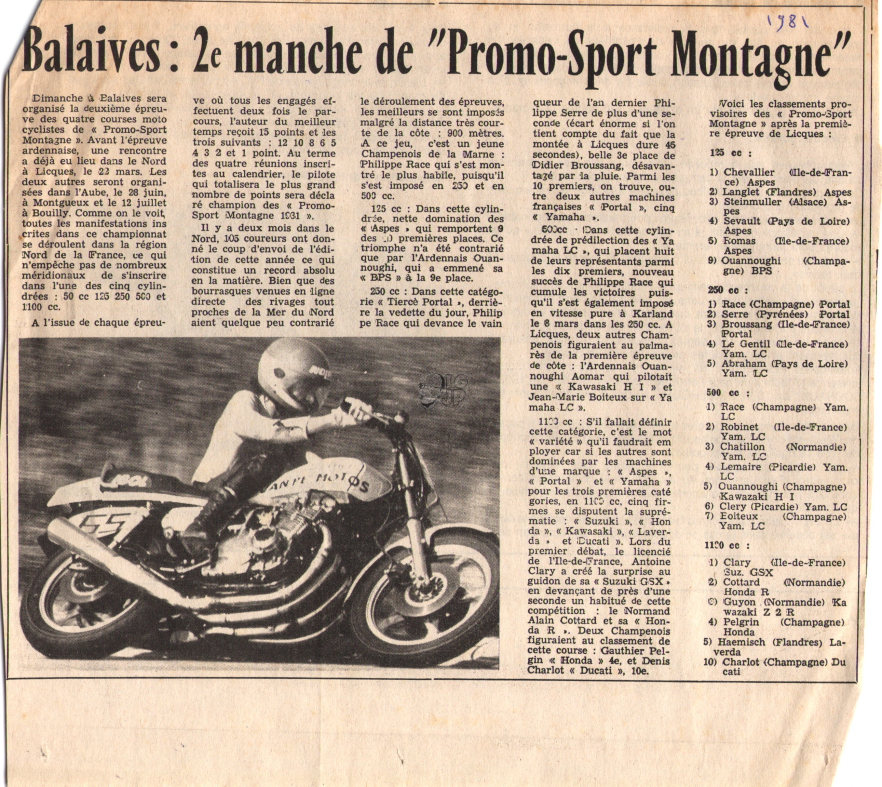 1981
Balaives : 2e manche de "Promo-Sport Montagne"
Dimanche à Balaives sera
organisé la deuxième épreu-
ve des quatre courses moto
cyclistes de « Promo-Sport
Montagne ». Avant l'épreuve
ardennaise, une rencontre
a déjà eu lieu dans le Nord
à Licques, le 22 mars. Les
deux autres seront organi-
sées dans l'Aube, le 28 juin,
à Montgueux et le 12 juillet
à Bouilly. Comme on le voit,
toutes les manifestations ins
crites dans ce championnat
se déroulent dans la région
Nord de la France, ce qui
n'empêche pas de nombreux
méridionaux de s'inscrire
dans l'une des cinq cylin-
drées : 50 cc 125 250 500 et
1100 cc.
A l'issue de chaque épreu-
ve où tous les engagés ef-
fectuent deux fois le par-
cours, l'auteur du meilleur
temps reçoit 15 points et les
trois suivants : 12 10 8 6 5
4 3 2 et 1 point. Au terme
des quatre réunions inscri-
tes au calendrier, le pilote
qui totalisera le plus grand
nombre de points sera décla
ré champion des « Promo-
Sport Montagne 1981 ».
Il y a deux mois dans le
Nord, 105 coureurs ont don-
né le coup d'envoi de l'édi-
tion de cette année ce qui
constitue un record absolu
en la matière. Bien que des
bourrasques venues en ligne
directe des rivages tout
proches de la Mer du Nord
aient quelque peu contrarié
le déroulement des épreuves,
les meilleurs se sont imposés
malgré la distance très cour-
te de la côte : 900 mètres.
A ce jeu, c'est un jeune
Champenois de la Marne :
Philippe Race qui s'est mon-
tré le plus habile, puisqu'il
s'est imposé en 250 et en
500 cc.
125 cc : Dans cette cylin-
drée, nette domination des
« Aspes » qui remportent 9
des premières places. Ce
triomphe n'a été contrarié
que par l'Ardennais Ouan-
noughi, qui a emmené sa
« BPS » à la 9e place.
250 cc : Dans cette catégo-
rie « Tiercé Portal », derriè-
re la vedette du jour, Philip
pe Race qui devance le vain
queur de l'an dernier Phi-
lippe Serre de plus d'une se-
conde (écart énorme si l'on
tient compte du fait que la
montée à Licques dure 46
secondes), belle 3e place de
Didier Broussang, désavan-
tagé par la pluie. Parmi les
10 premiers, on trouve, ou-
tre deux autres machines
françaises « Portal », cinq
« Yamaha ».
500cc : Dans cette cylin-
drée de prédilection des « Ya
maha LC », qui placent huit
de leurs représentants parmi
les dix premiers, nouveau
succès de Philippe Race qui
cumule les victoires puis-
qu'il s'est également imposé
en vitesse pure à Karland
le 8 mars dans les 250 cc. A
Licques, deux autres Cham-
penois figuraient au palma-
rès de la première épreuve
de côte : l'Ardennais Ouan-
noughi Aomar qui pilotait
une « Kawasaki H I » et
Jean-Marie Boiteux sur « Ya
maha LC ».
1100 cc : S'il fallait définir
cette catégorie, c'est le mot
« variété » qu'il faudrait em
ployer car si les autres sont
dominées par les machines
d'une marque : « Aspes »,
« Portal » et « Yamaha »
pour les trois premières caté
gories, en 1100 cc, cinq fir-
mes se disputent la supré-
matie : « Suzuki », « Hon
da », « Kawasaki », « Laver-
da » et Ducati ». Lors du
premier débat, le licencié
de l'Ile-de-France, Antoine
Clary a créé la surprise au
guidon de sa « Suzuki GSX »
en devançant de près d'une
seconde un habitué de cette
compétition : le Normand
Alain Cottard et sa « Hon-
da R ». Deux Champenois
figuraient au classement de
cette course : Gauthier Pel-
gin « Honda » 4e, et Denis
Charlot « Ducati », 10e.
Voici les classements pro-
visoires des « Promo-Sport
Montagne » après la premiè-
re épreuve de Licques :
125 cc :
1) Chevallier (Ile-de-Fran-
ce) Aspes
2) Langlet (Flandres) Aspes
3) Steinmuller (Alsace) As-
pes
4) Sevault (Pays de Loire)
Aspes
5) Romas (Ile-de-France)
Aspes
9) Ouannoughi (Champa-
gne) BPS
250 cc :
1) Race (Champagne) Portal
2) Serre (Pyrénées) Portal
3) Broussang (Ile-de-France)
Portal
4) Le Gentil (Ile-de-France)
Yam. LC
5) Abraham (Pays de Loire)
Yam. LC
500 cc :
1) Race (Champagne) Yam.
LC
2) Robinet (Ile-de-France)
Yam. LC
3) Chatillon (Normandie)
Yam. LC
4) Lemaire (Picardie) Yam.
LC
5) Ouannoughi (Champagne)
Kawazaki H I
6) Clery (Picardie) Yam. LC
7) Boiteux (Champagne)
Yam. LC
1100 cc :
1) Clary (Ile-de-France)
Suz. GSX
2) Cottard (Normandie)
Honda R
3) Guyon (Normandie) Ka
wazaki Z 2 R
4) Pelgrin (Champagne)
Honda
5) Haemisch (Flandres) La-
verda
10) Charlot (Champagne) Du
cati
MOTOS